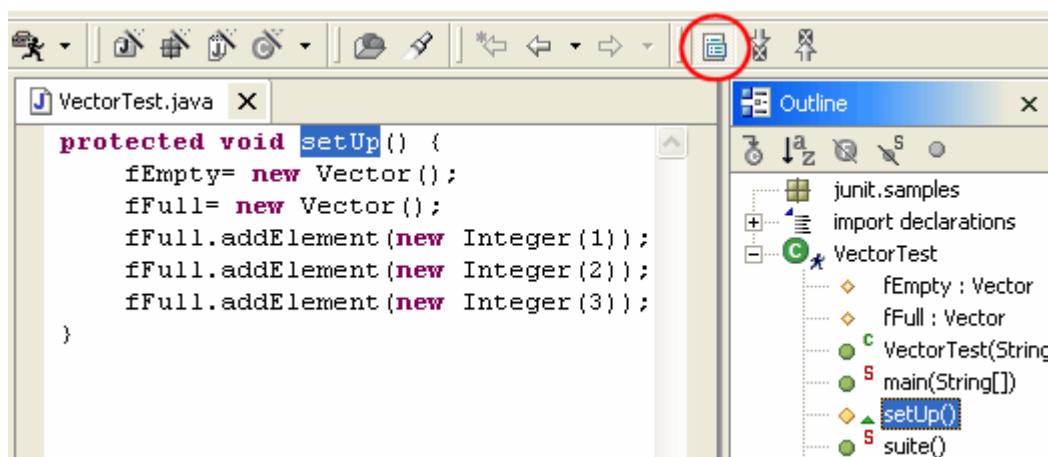 VectorTest.java
protected void setUp() {
fEmpty= new Vector();
fFull= new Vector();
fFull.addElement(new Integer(1));
fFull.addElement(new Integer(2));
fFull.addElement(new Integer(3));
}
Outline
junit.samples
import declarations
VectorTest
fEmpty : Vector
fFull : Vector
VectorTest(String
main(String[])
setUp()
suite()